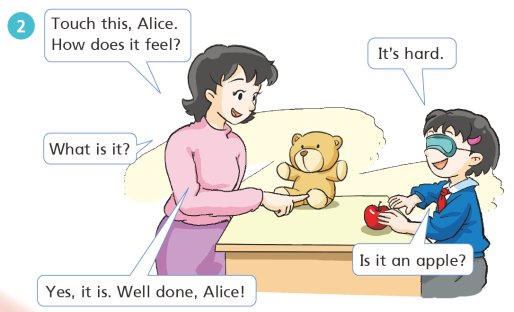 2
Touch this, Alice.
How does it feel?
It's hard.
What is it?
Is it an apple?
Yes, it is. Well done, Alice!